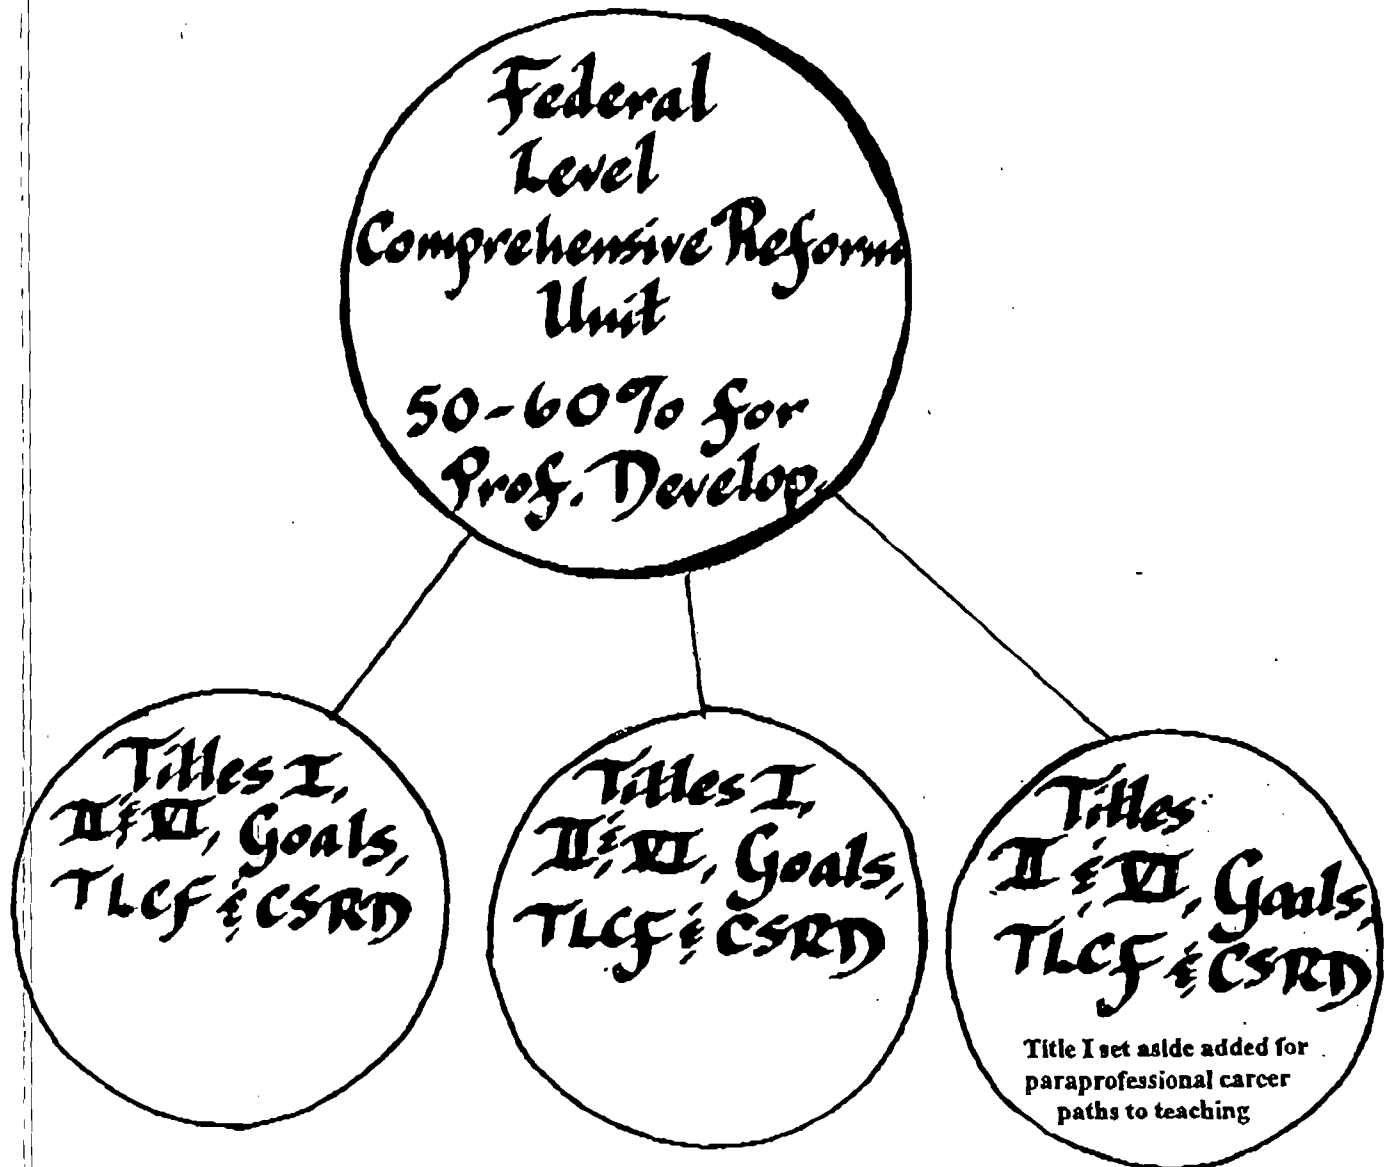 Federal
Level
Comprehensive Reform
Unit
50-60% for
Prof. Develop.
Titles I,
II & VI, Goals,
TLCF & CSRD
Titles I,
II & VI, Goals,
TLCF & CSRD
Titles
II & VI, Goals,
TLCF & CSRD
Title I set aside added for
paraprofessional career
paths to teaching